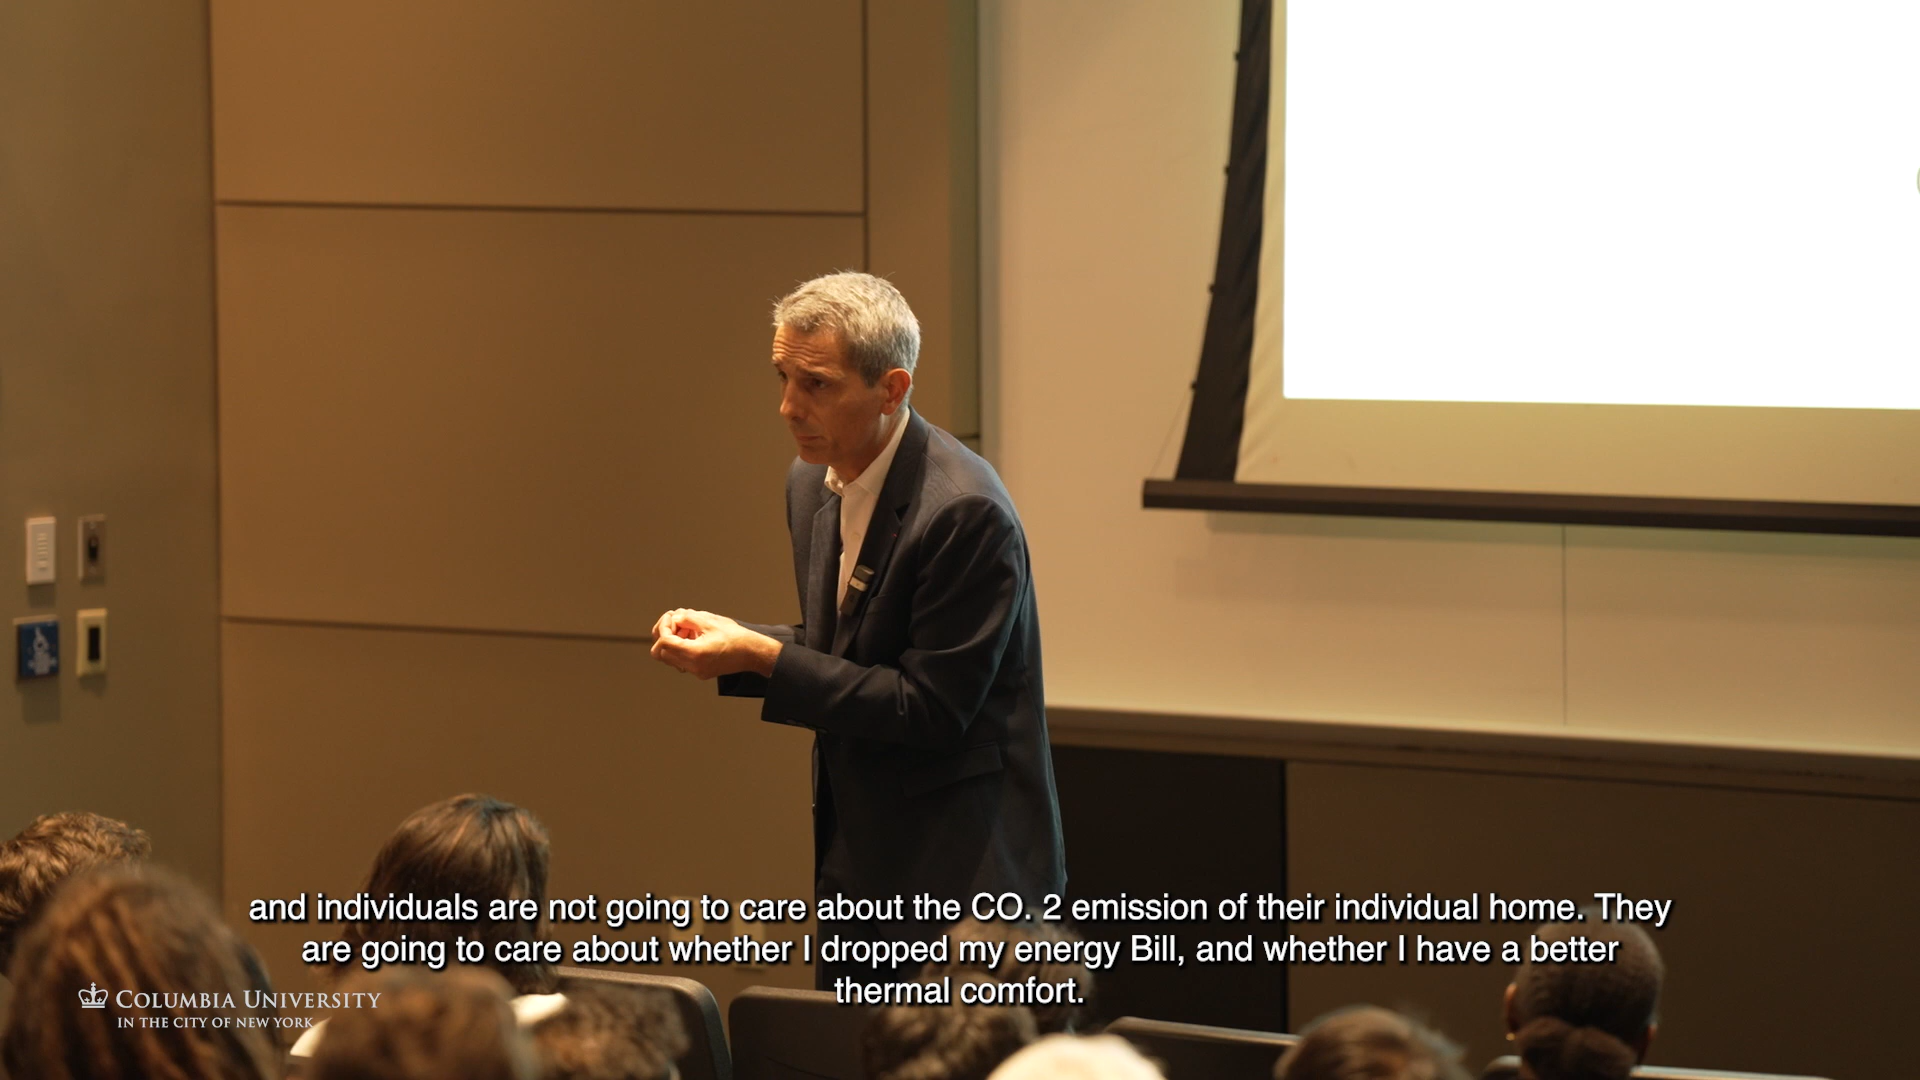 and individuals are not going to care about the CO. 2 emission of their individual home. They
are going to care about whether I dropped my energy Bill, and whether I have a better
thermal comfort.
COLUMBIA UNIVERSITY
IN THE CITY OF NEW YORK